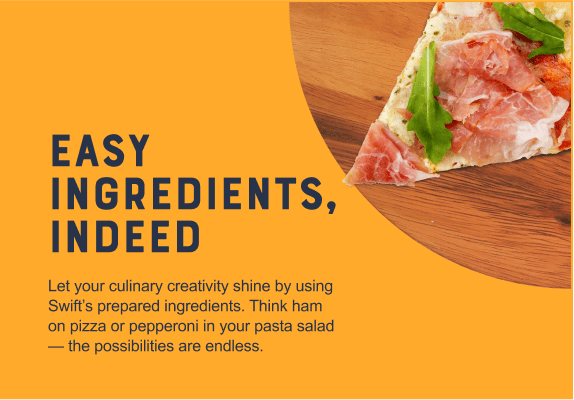 EASY
INGREDIENTS,
INDEED
Let your culinary creativity shine by using
Swift's prepared ingredients. Think ham
on pizza or pepperoni in your pasta salad
— the possibilities are endless.